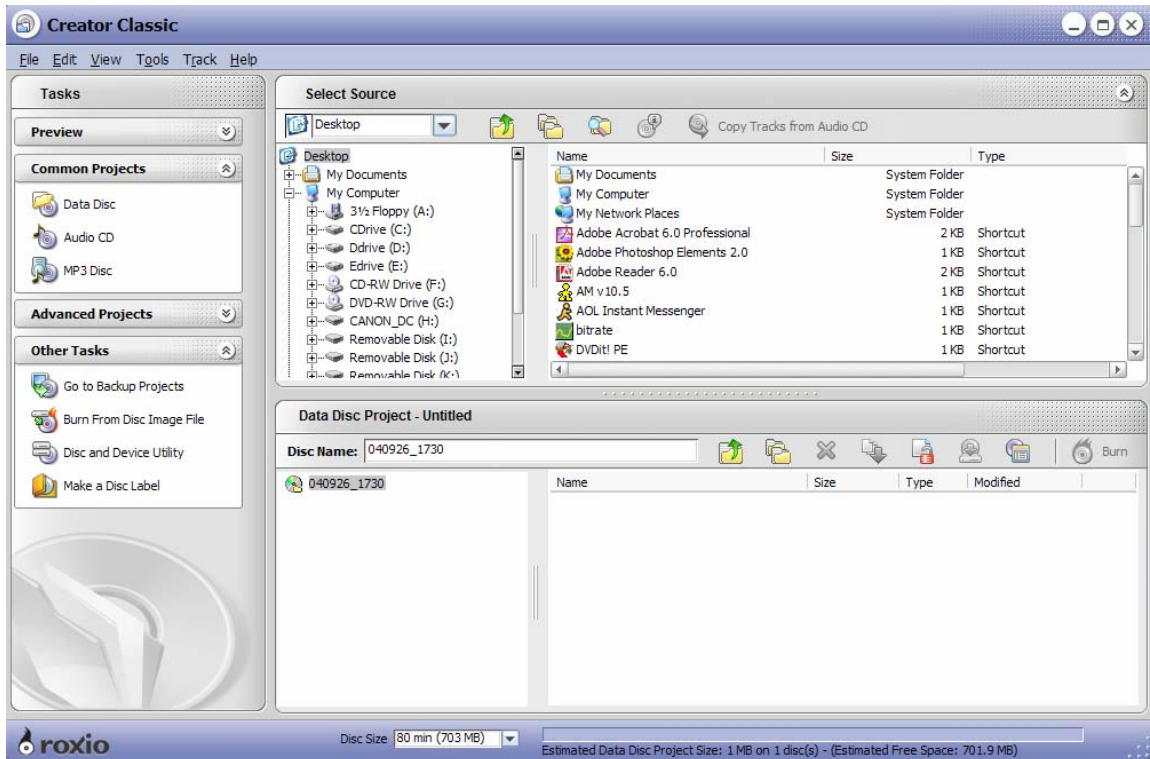 Creator Classic
File Edit View Tools Track Help
Tasks
Preview
Common Projects
Data Disc
Audio CD
MP3 Disc
Advanced Projects
Other Tasks
Go to Backup Projects
Burn From Disc Image File
Disc and Device Utility
Make a Disc Label
Select Source
Desktop
Copy Tracks from Audio CD
Desktop
My Documents
My Computer
3½ Floppy (A:)
CDrive (C:)
Ddrive (D:)
Edrive (E:)
CD-RW Drive (F:)
DVD-RW Drive (G:)
CANON_DC (H:)
Removable Disk (I:)
Removable Disk (J:)
Removable Disk (K:)
Name Size Type
My Documents System Folder
My Computer System Folder
My Network Places System Folder
Adobe Acrobat 6.0 Professional 2 KB Shortcut
Adobe Photoshop Elements 2.0 1 KB Shortcut
Adobe Reader 6.0 2 KB Shortcut
AM v10.5 1 KB Shortcut
AOL Instant Messenger 1 KB Shortcut
bitrate 1 KB Shortcut
DVDit! PE 1 KB Shortcut
Data Disc Project - Untitled
Disc Name: 040926_1730
Burn
040926_1730
Name Size Type Modified
roxio
Disc Size 80 min (703 MB)
Estimated Data Disc Project Size: 1 MB on 1 disc(s) - (Estimated Free Space: 701.9 MB)